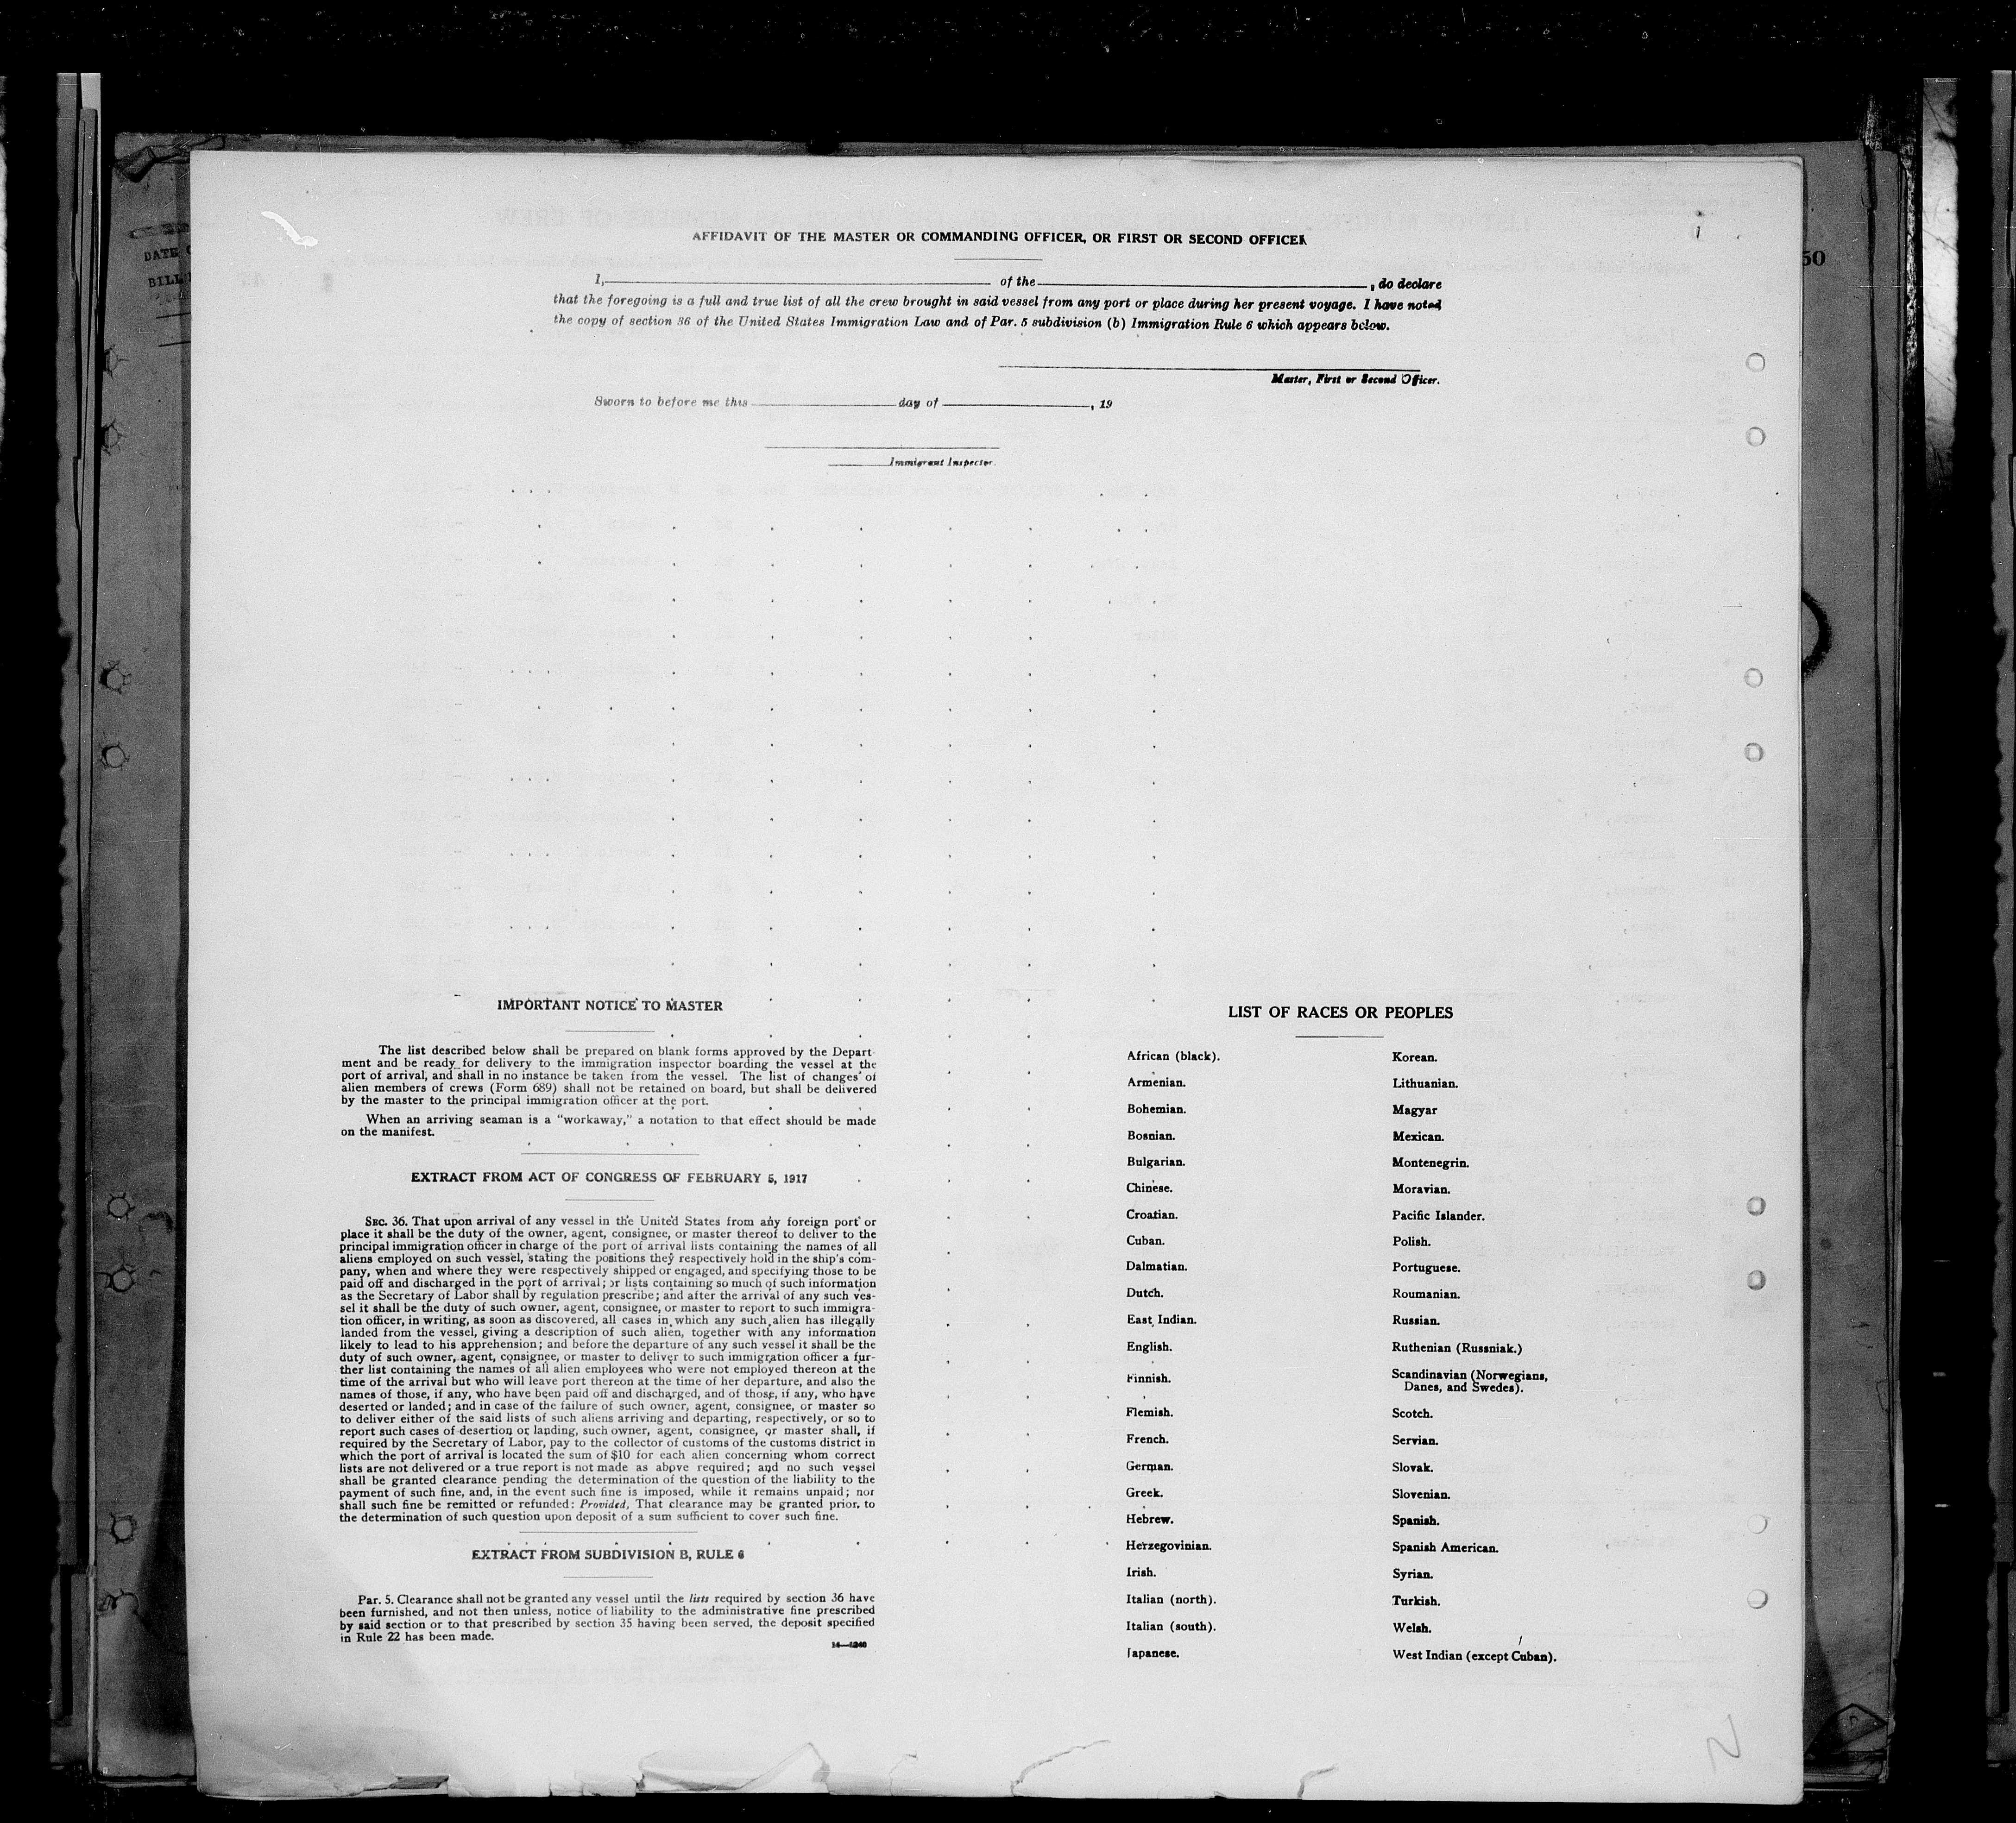 AFFIDAVIT OF THE MASTER OR COMMANDING OFFICER, OR FIRST OR SECOND OFFICER
I, of the , do declare
that the foregoing is a full and true list of all the crew brought in said vessel from any port or place during her present voyage. I have noted
the copy of section 36 of the United States Immigration Law and of Par. 5 subdivision (b) Immigration Rule 6 which appears below.
Master, First or Second Officer.
Sworn to before me this day of , 19
Immigrant Inspector.
DATE
BILL
50
IMPORTANT NOTICE TO MASTER
The list described below shall be prepared on blank forms approved by the Depart-
ment and be ready for delivery to the immigration inspector boarding the vessel at the
port of arrival, and shall in no instance be taken from the vessel. The list of changes of
alien members of crews (Form 689) shall not be retained on board, but shall be delivered
by the master to the principal immigration officer at the port.
When an arriving seaman is a "workaway," a notation to that effect should be made
on the manifest.
EXTRACT FROM ACT OF CONGRESS OF FEBRUARY 5, 1917
SEC. 36. That upon arrival of any vessel in the United States from any foreign port or
place it shall be the duty of the owner, agent, consignee, or master thereof to deliver to the
principal immigration officer in charge of the port of arrival lists containing the names of all
aliens employed on such vessel, stating the positions they respectively hold in the ship's com-
pany, when and where they were respectively shipped or engaged, and specifying those to be
paid off and discharged in the port of arrival; or lists containing so much of such information
as the Secretary of Labor shall by regulation prescribe; and after the arrival of any such ves-
sel it shall be the duty of such owner, agent, consignee, or master to report to such immigra-
tion officer, in writing, as soon as discovered, all cases in which any such alien has illegally
landed from the vessel, giving a description of such alien, together with any information
likely to lead to his apprehension; and before the departure of any such vessel it shall be the
duty of such owner, agent, consignee, or master to deliver to such immigration officer a fur-
ther list containing the names of all alien employees who were not employed thereon at the
time of the arrival but who will leave port thereon at the time of her departure, and also the
names of those, if any, who have been paid off and discharged, and of those, if any, who have
deserted or landed; and in case of the failure of such owner, agent, consignee, or master so
to deliver either of the said lists of such aliens arriving and departing, respectively, or so to
report such cases of desertion or landing, such owner, agent, consignee, or master shall, if
required by the Secretary of Labor, pay to the collector of customs of the customs district in
which the port of arrival is located the sum of $10 for each alien concerning whom correct
lists are not delivered or a true report is not made as above required; and no such vessel
shall be granted clearance pending the determination of the question of the liability to the
payment of such fine, and, in the event such fine is imposed, while it remains unpaid; nor
shall such fine be remitted or refunded: Provided, That clearance may be granted prior to
the determination of such question upon deposit of a sum sufficient to cover such fine.
EXTRACT FROM SUBDIVISION B, RULE 6
Par. 5. Clearance shall not be granted any vessel until the lists required by section 36 have
been furnished, and not then unless, notice of liability to the administrative fine prescribed
by said section or to that prescribed by section 35 having been served, the deposit specified
in Rule 22 has been made.
14—1240
LIST OF RACES OR PEOPLES
African (black).
Armenian.
Bohemian.
Bosnian.
Bulgarian.
Chinese.
Croatian.
Cuban.
Dalmatian.
Dutch.
East Indian.
English.
Finnish.
Flemish.
French.
German.
Greek.
Hebrew.
Herzegovinian.
Irish.
Italian (north).
Italian (south).
Japanese.
Korean.
Lithuanian.
Magyar
Mexican.
Montenegrin.
Moravian.
Pacific Islander.
Polish.
Portuguese.
Roumanian.
Russian.
Ruthenian (Russniak.)
Scandinavian (Norwegians,
Danes, and Swedes).
Scotch.
Servian.
Slovak.
Slovenian.
Spanish.
Spanish American.
Syrian.
Turkish.
Welsh.
West Indian (except Cuban).